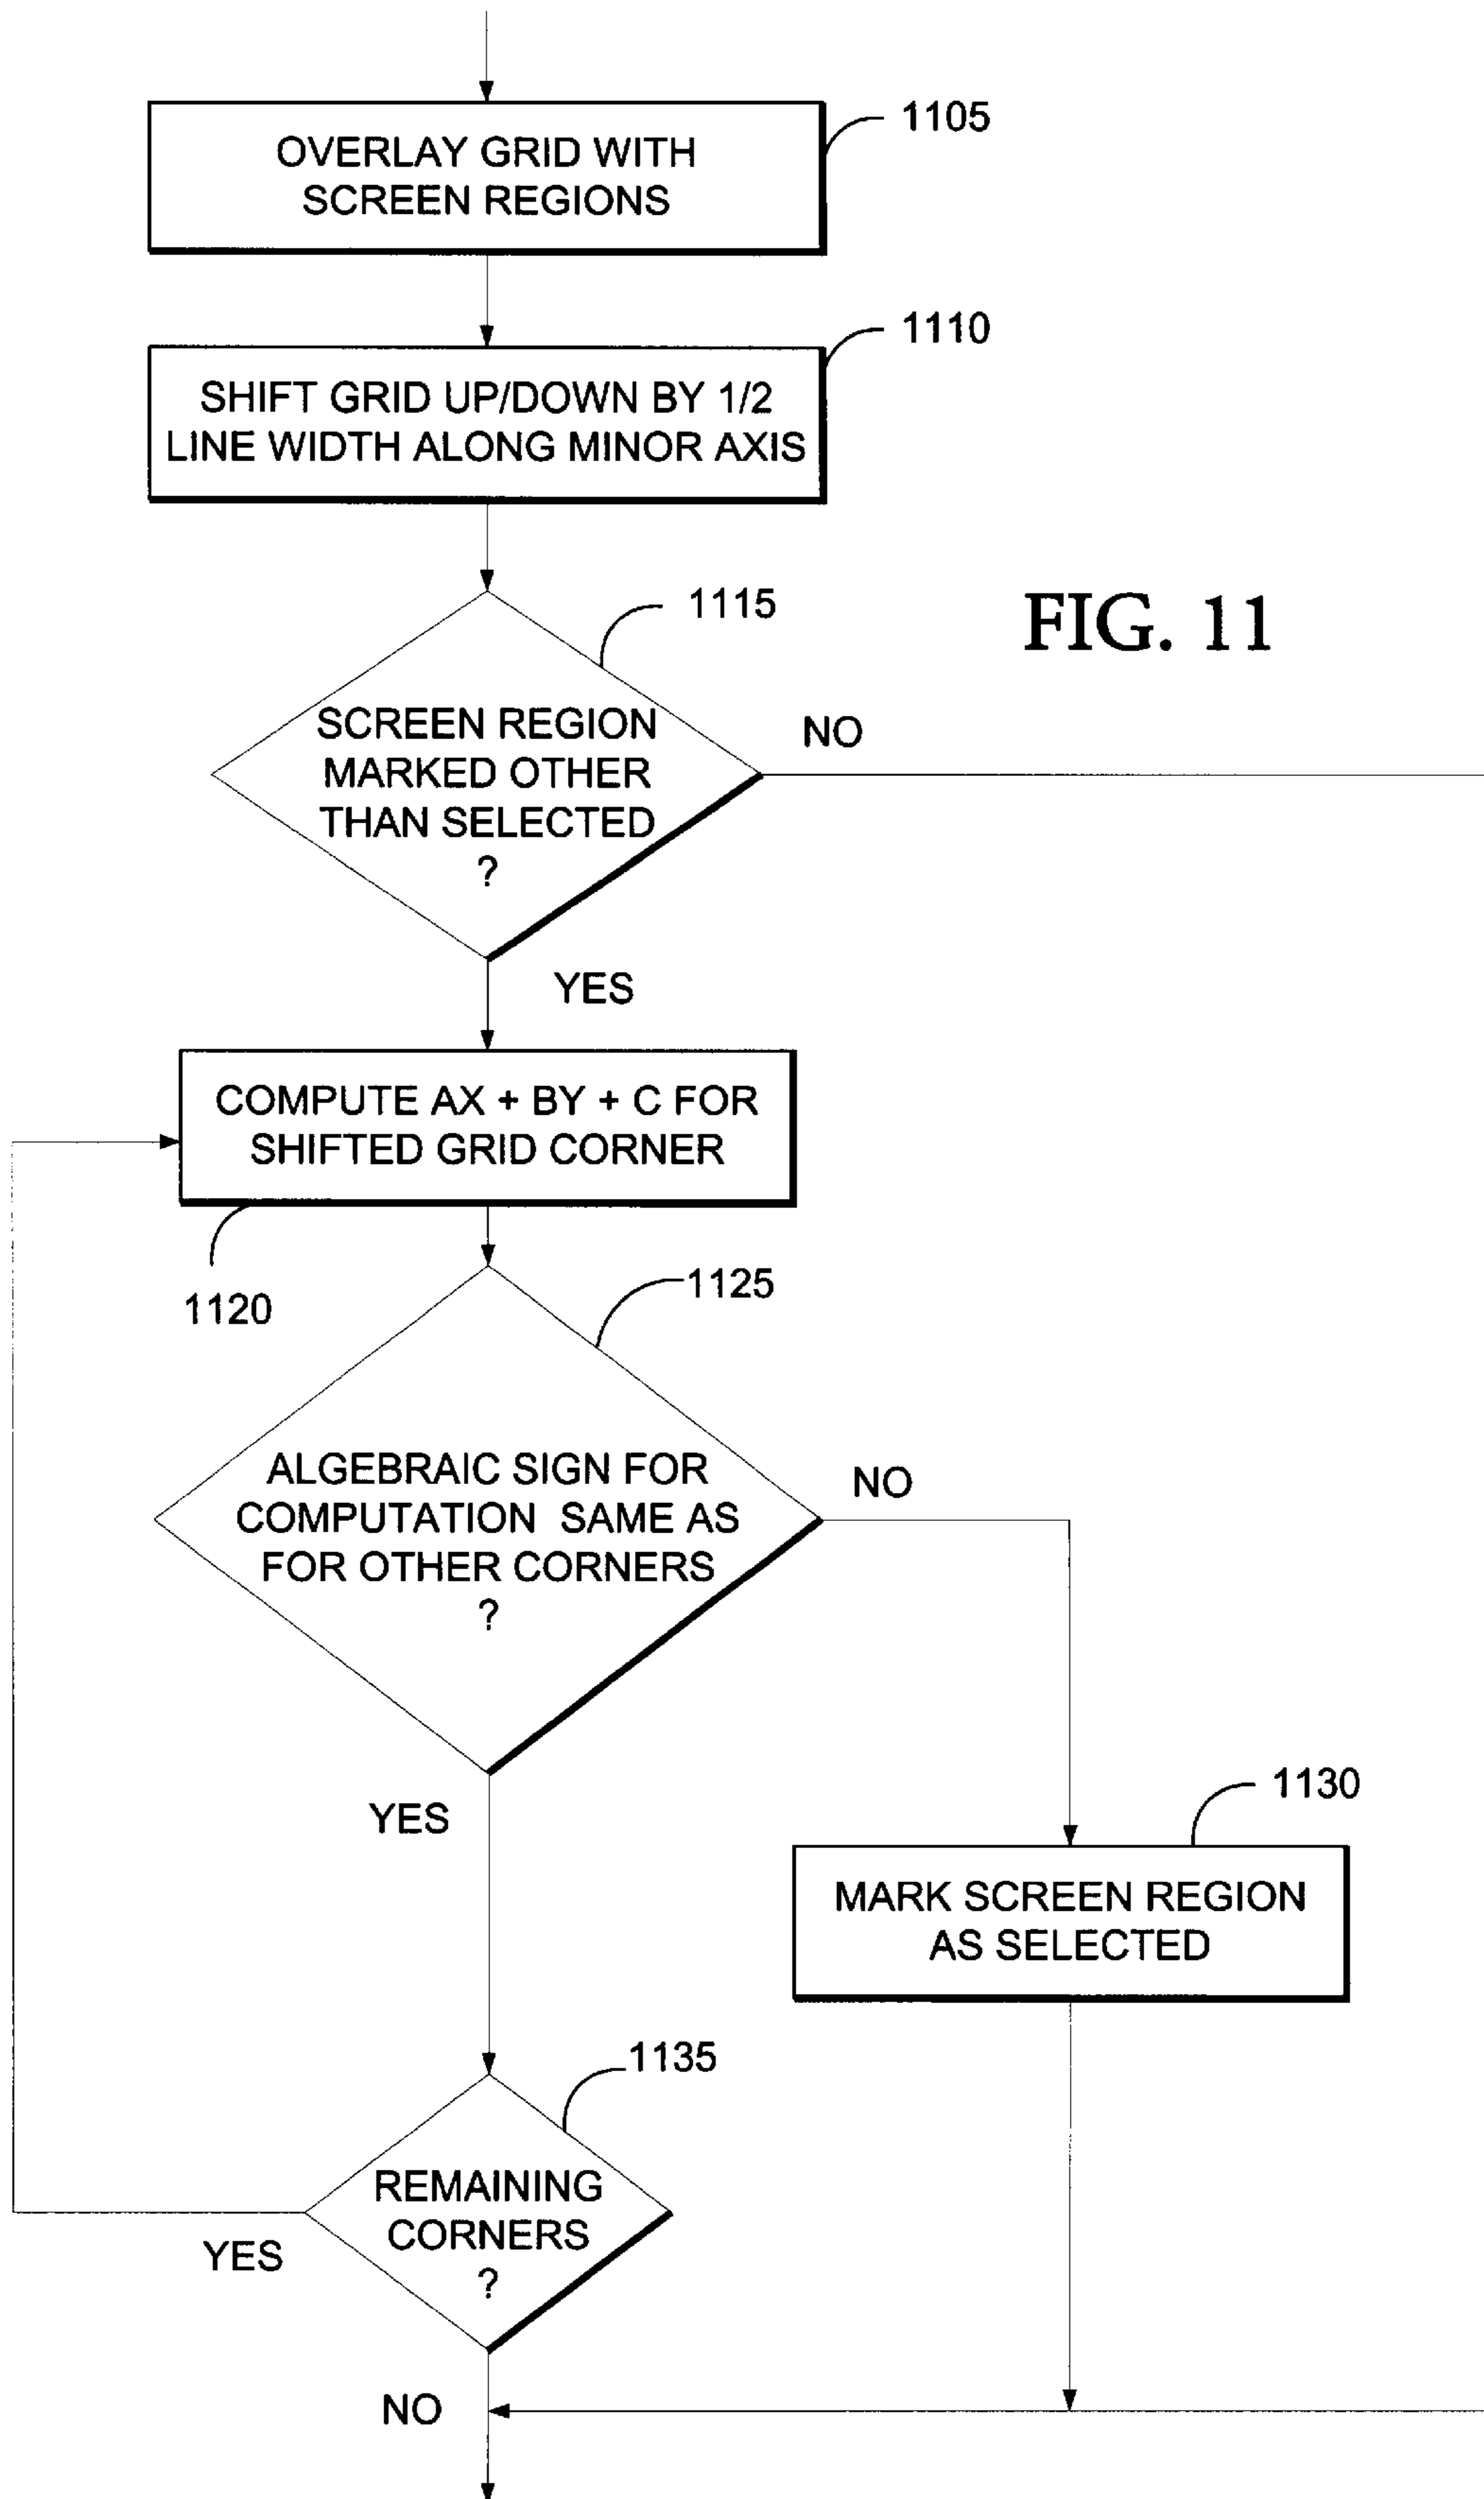 1105
OVERLAY GRID WITH
SCREEN REGIONS
1110
SHIFT GRID UP/DOWN BY 1/2
LINE WIDTH ALONG MINOR AXIS
1115
FIG. 11
SCREEN REGION
MARKED OTHER
THAN SELECTED
?
NO
YES
COMPUTE AX + BY + C FOR
SHIFTED GRID CORNER
1120
1125
ALGEBRAIC SIGN FOR
COMPUTATION SAME AS
FOR OTHER CORNERS
?
NO
YES
1130
MARK SCREEN REGION
AS SELECTED
1135
REMAINING
CORNERS
?
YES
NO